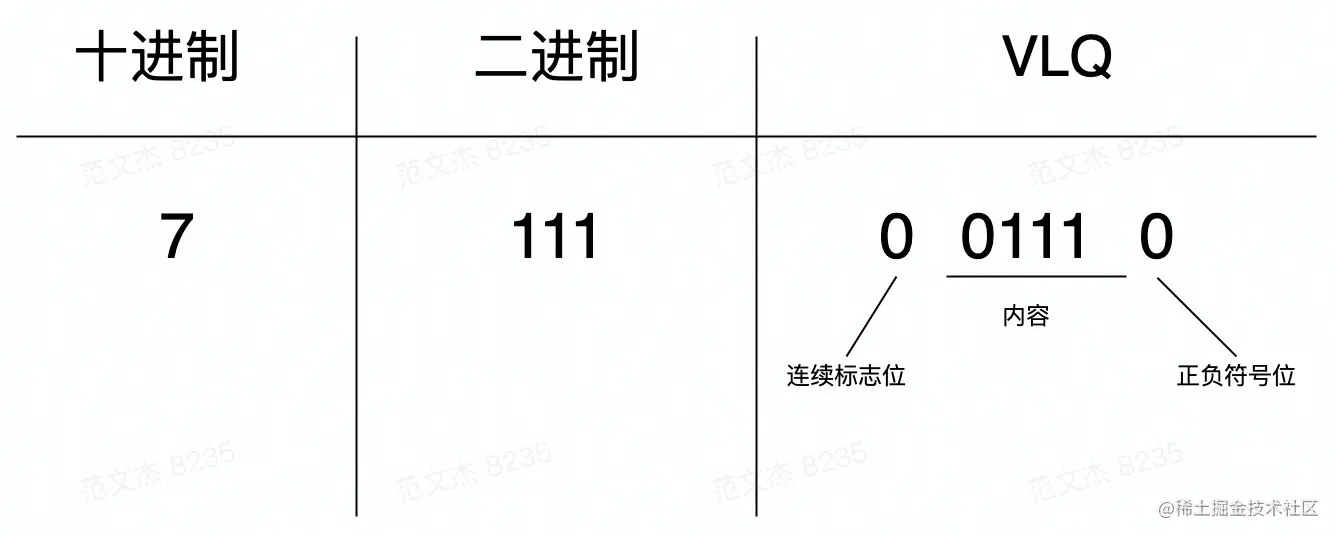 十进制 二进制 VLQ
范文杰 8235 范文杰 8235 范文杰 8235 范文杰 8235
7 111 0 0111 0
内容
连续标志位 正负符号位
范文杰 8235 范文杰 8235 范文杰 8235 范文杰 8235
@稀土掘金技术社区